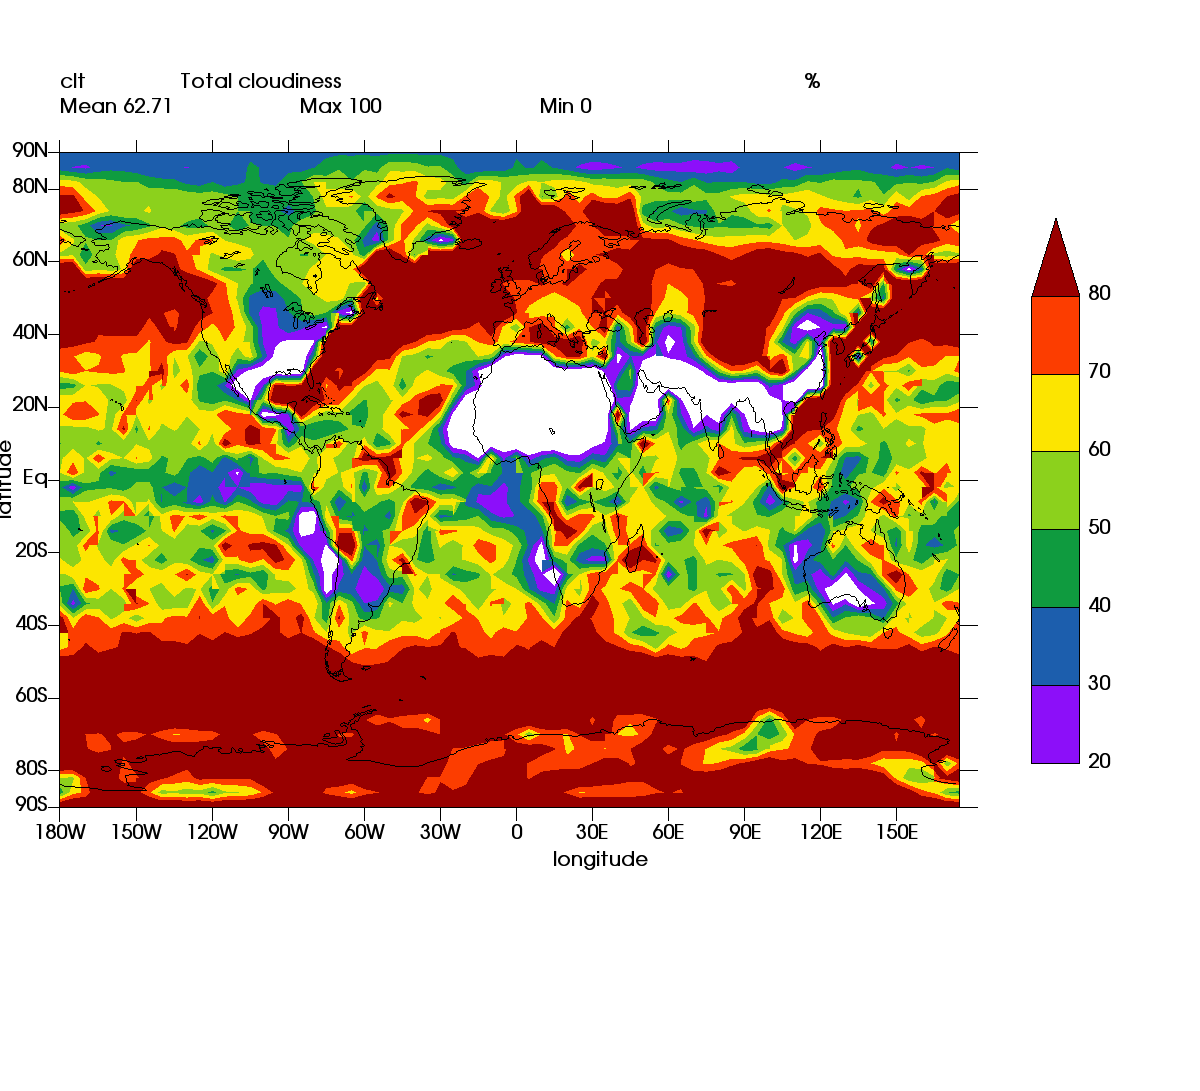 clt Total cloudiness %
Mean 62.71 Max 100 Min 0
90N
80N
60N
40N
20N
Eq
20S
40S
60S
80S
90S
latitude
180W 150W 120W 90W 60W 30W 0 30E 60E 90E 120E 150E
longitude
80
70
60
50
40
30
20